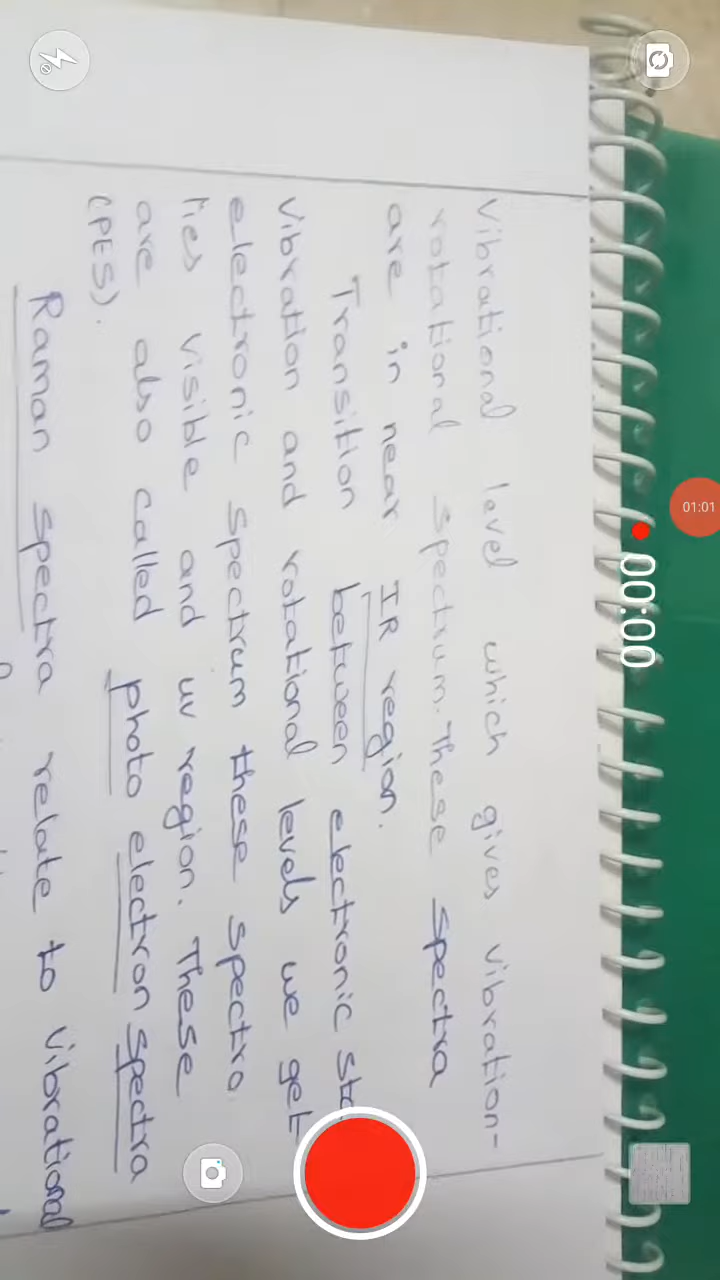 vibrational level which gives vibration-
rotational spectrum. These spectra
are in near IR region.
Transition between electronic
vibration and rotational levels we get
electronic spectrum these spectra
lies visible and uv region. These
are also called photo electron spectra
(PES).
Raman spectra relate to vibrational
01:01
00:00